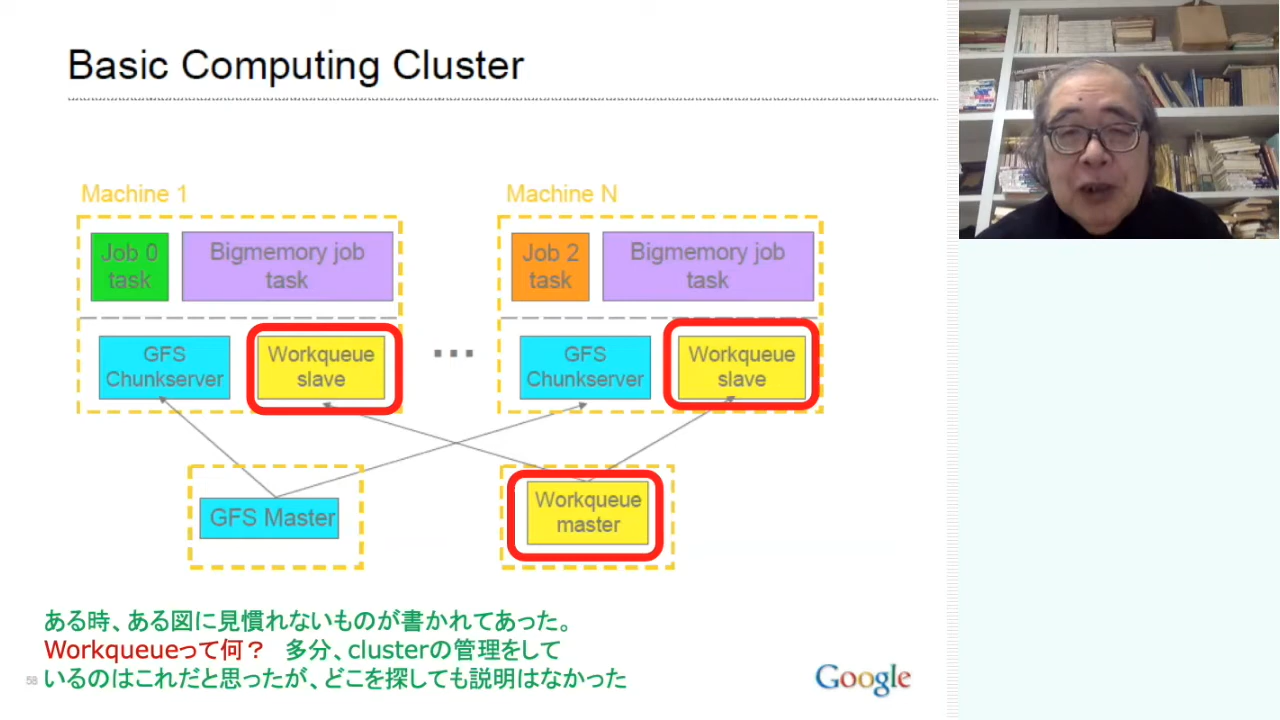 Basic Computing Cluster
Machine 1
Machine N
Job 0
task
Bigmemory job
task
Job 2
task
Bigmemory job
task
GFS
Chunkserver
Workqueue
slave
...
GFS
Chunkserver
Workqueue
slave
GFS Master
Workqueue
master
ある時、ある図に見慣れないものが書かれてあった。
Workqueueって何？ 多分、clusterの管理をして
いるのはこれだと思ったが、どこを探しても説明はなかった
58
Google